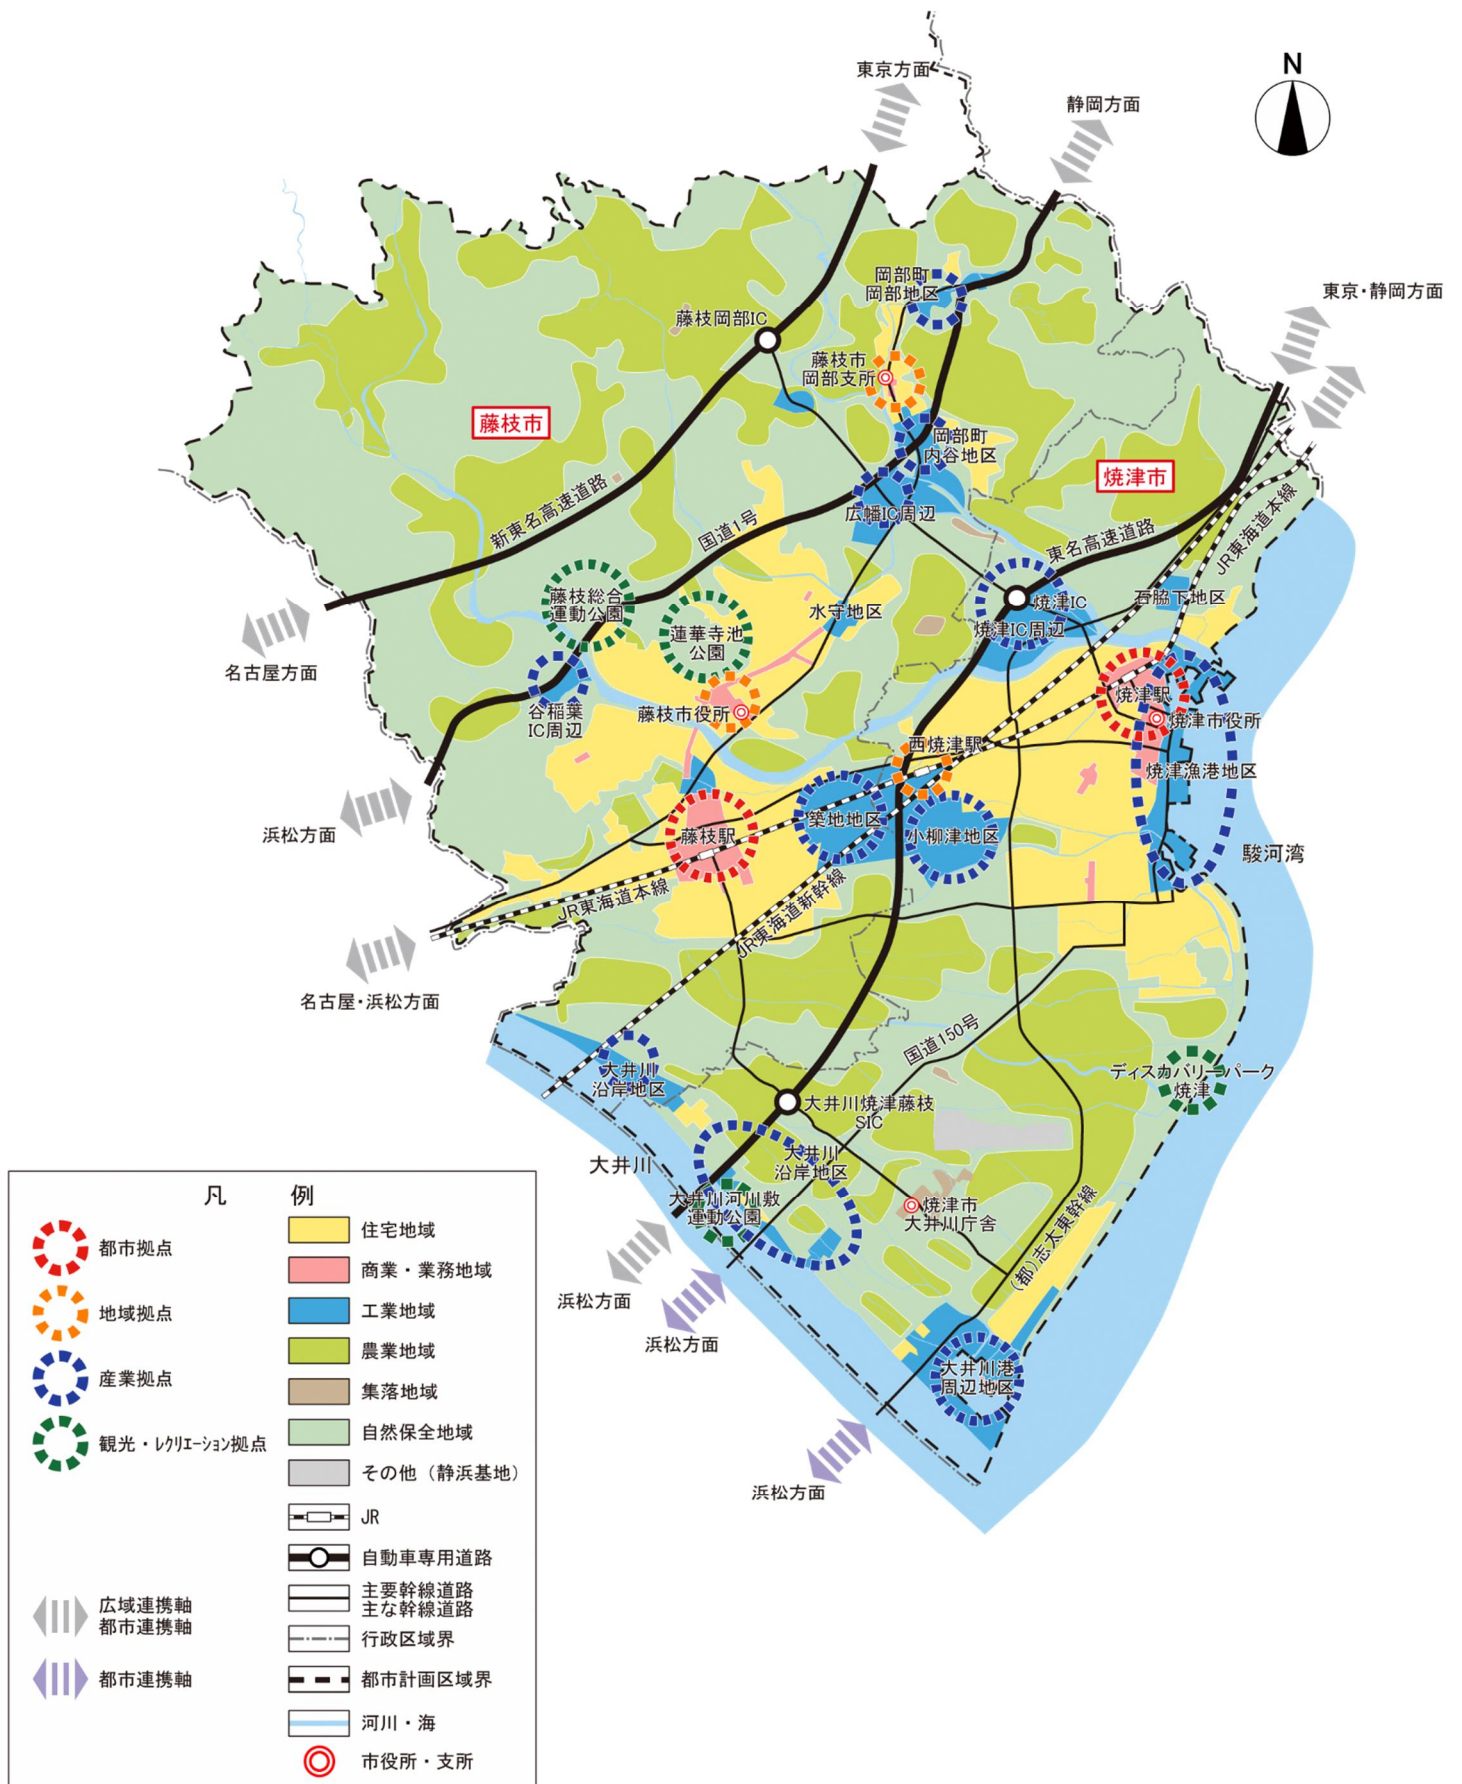 東京方面
N
静岡方面
岡部町
岡部地区
東京・静岡方面
藤枝岡部IC
藤枝市
岡部支所
藤枝市
岡部町
内谷地区
焼津市
新東名高速道路
国道1号
広幡IC周辺
東名高速道路
JR東海道本線
藤枝総合
運動公園
水守地区
焼津IC
石脇下地区
蓮華寺池
公園
焼津IC周辺
名古屋方面
谷稲葉
IC周辺
藤枝市役所
焼津駅
焼津市役所
西焼津駅
焼津漁港地区
浜松方面
藤枝駅
築地地区
小柳津地区
駿河湾
JR東海道本線
JR東海道新幹線
名古屋・浜松方面
国道150号
大井川
沿岸地区
ディスカバリーパーク
焼津
大井川焼津藤枝
SIC
大井川
大井川
沿岸地区
大井川河川敷
運動公園
焼津市
大井川庁舎
(都)志太東幹線
浜松方面
浜松方面
大井川港
周辺地区
浜松方面
凡 例
都市拠点
地域拠点
産業拠点
観光・ﾚｸﾘｴｰｼｮﾝ拠点
広域連携軸
都市連携軸
都市連携軸
住宅地域
商業・業務地域
工業地域
農業地域
集落地域
自然保全地域
その他（静浜基地）
JR
自動車専用道路
主要幹線道路
主な幹線道路
行政区域界
都市計画区域界
河川・海
市役所・支所